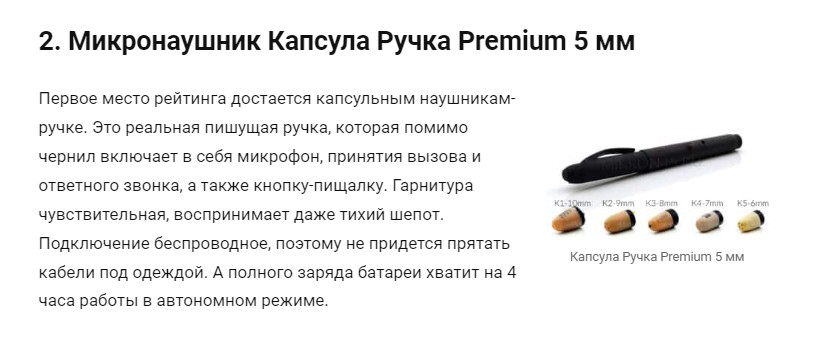 2. Микронаушник Капсула Ручка Premium 5 мм
Первое место рейтинга достается капсульным наушникам-
ручке. Это реальная пишущая ручка, которая помимо
чернил включает в себя микрофон, принятия вызова и
ответного звонка, а также кнопку-пищалку. Гарнитура
чувствительная, воспринимает даже тихий шепот.
Подключение беспроводное, поэтому не придется прятать
кабели под одеждой. А полного заряда батареи хватит на 4
часа работы в автономном режиме.
K1-10mm K2-9mm K3-8mm K4-7mm K5-6mm
Капсула Ручка Premium 5 мм